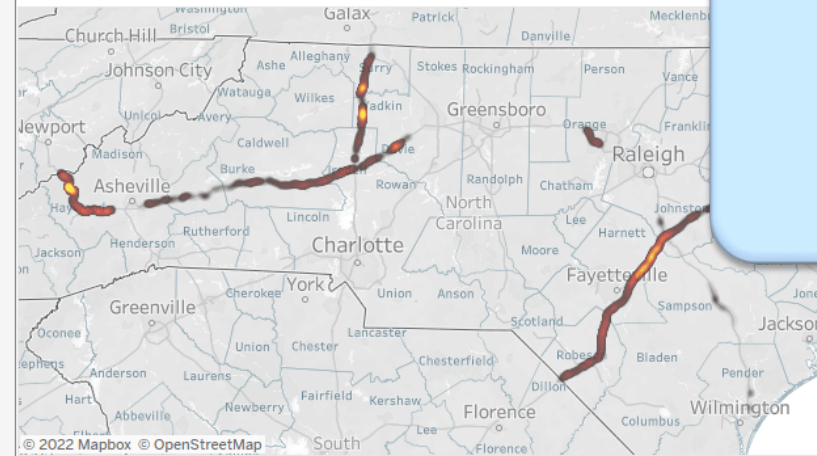 Washington
Galax
Patrick
Mecklenb
Bristol
Church Hill
Danville
Johnson City
Alleghany
Ashe
Surry
Stokes
Rockingham
Person
Vance
Watauga
Wilkes
Yadkin
Greensboro
Unicoi
Avery
Orange
Franklin
Newport
Caldwell
Davie
Madison
Raleigh
Burke
Iredell
Asheville
Rowan
Randolph
Chatham
Haywood
Lincoln
North
Carolina
Johnston
Lee
Harnett
Rutherford
Henderson
Charlotte
Moore
Jackson
Fayetteville
York
Cherokee
Union
Anson
Sampson
Jone
Greenville
Scotland
Jackson
Oconee
Lancaster
Union
Chester
Robeson
Bladen
Chesterfield
ephens
Anderson
Laurens
Pender
Dillon
Hart
Fairfield
Kershaw
Newberry
Abbeville
Florence
Wilmington
Lee
Columbus
© 2022 Mapbox © OpenStreetMap
South
Florence